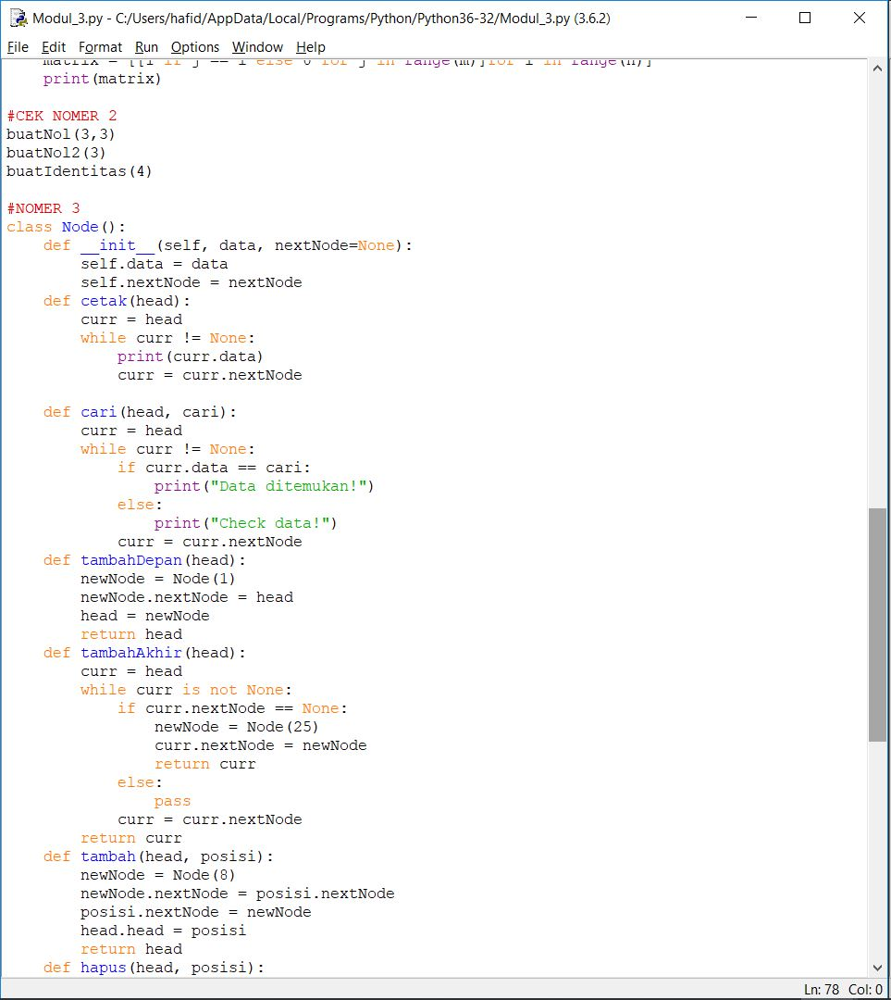 Modul_3.py - C:/Users/hafid/AppData/Local/Programs/Python/Python36-32/Modul_3.py (3.6.2)
File Edit Format Run Options Window Help
    matrix = [[1 if j == i else 0 for j in range(m)]for i in range(n)]
    print(matrix)

#CEK NOMER 2
buatNol(3,3)
buatNol2(3)
buatIdentitas(4)

#NOMER 3
class Node():
    def __init__(self, data, nextNode=None):
        self.data = data
        self.nextNode = nextNode
    def cetak(head):
        curr = head
        while curr != None:
            print(curr.data)
            curr = curr.nextNode

    def cari(head, cari):
        curr = head
        while curr != None:
            if curr.data == cari:
                print("Data ditemukan!")
            else:
                print("Check data!")
            curr = curr.nextNode
    def tambahDepan(head):
        newNode = Node(1)
        newNode.nextNode = head
        head = newNode
        return head
    def tambahAkhir(head):
        curr = head
        while curr is not None:
            if curr.nextNode == None:
                newNode = Node(25)
                curr.nextNode = newNode
                return curr
            else:
                pass
            curr = curr.nextNode
        return curr
    def tambah(head, posisi):
        newNode = Node(8)
        newNode.nextNode = posisi.nextNode
        posisi.nextNode = newNode
        head.head = posisi
        return head
    def hapus(head, posisi):
Ln: 78 Col: 0